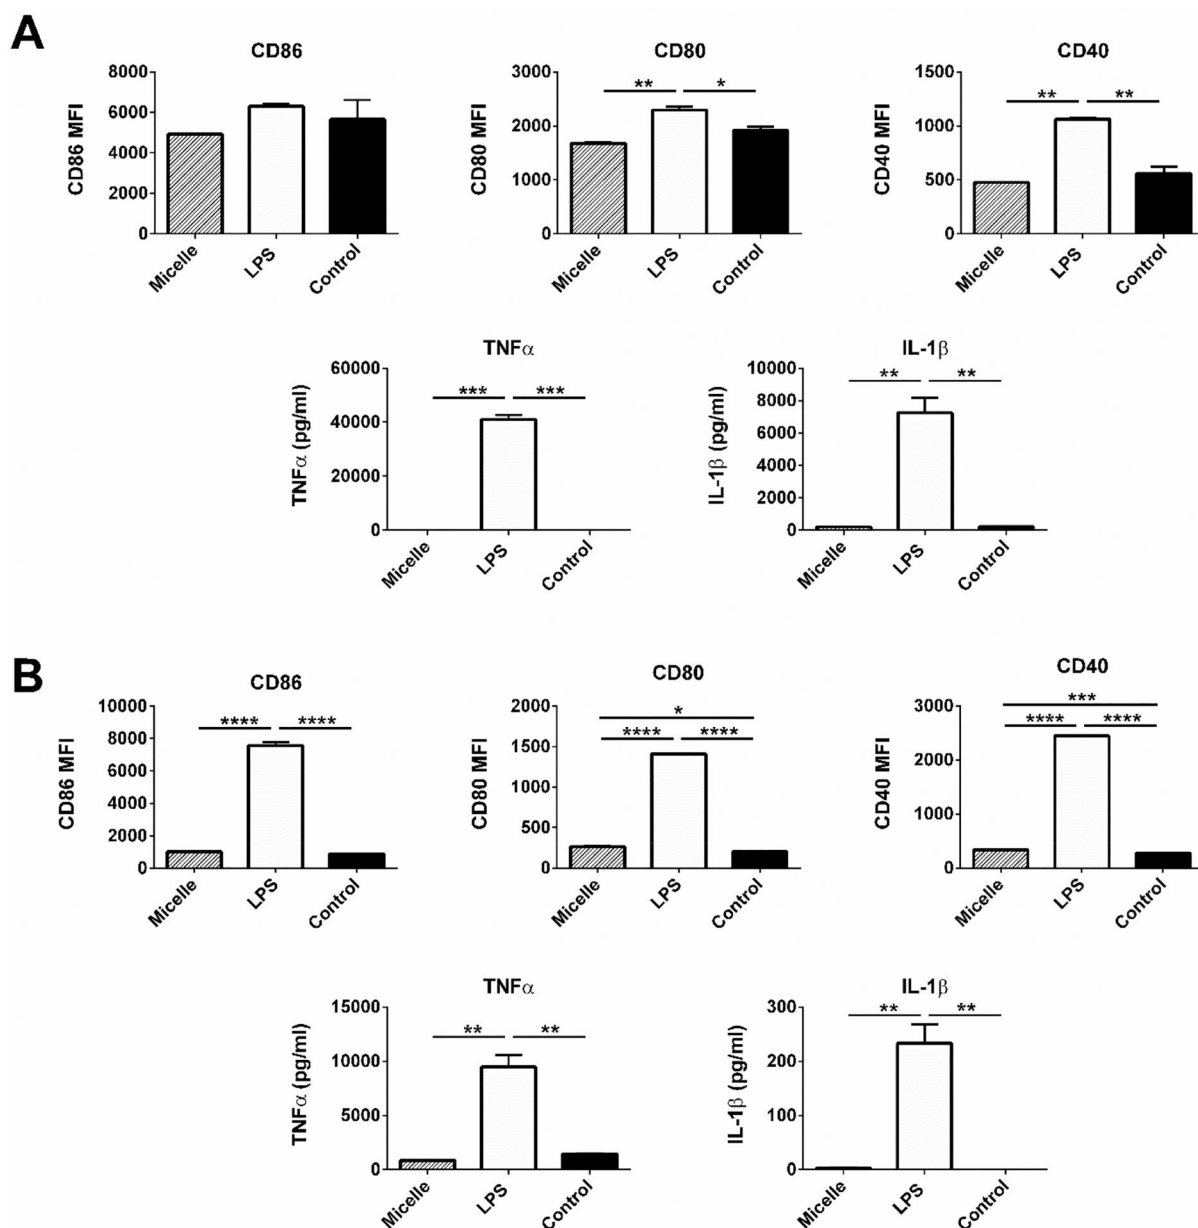 A
CD86
CD86 MFI
8000
6000
4000
2000
0
Micelle
LPS
Control
CD80
CD80 MFI
3000
2000
1000
0
** *
Micelle
LPS
Control
CD40
CD40 MFI
1500
1000
500
0
** **
Micelle
LPS
Control
TNFα
TNFα (pg/ml)
60000
40000
20000
0
*** ***
Micelle
LPS
Control
IL-1β
IL-1β (pg/ml)
10000
8000
6000
4000
2000
0
** **
Micelle
LPS
Control
B
CD86
CD86 MFI
10000
8000
6000
4000
2000
0
**** ****
Micelle
LPS
Control
CD80
CD80 MFI
2000
1500
1000
500
0
*
**** ****
Micelle
LPS
Control
CD40
CD40 MFI
3000
2000
1000
0
***
**** ****
Micelle
LPS
Control
TNFα
TNFα (pg/ml)
15000
10000
5000
0
** **
Micelle
LPS
Control
IL-1β
IL-1β (pg/ml)
300
200
100
0
** **
Micelle
LPS
Control